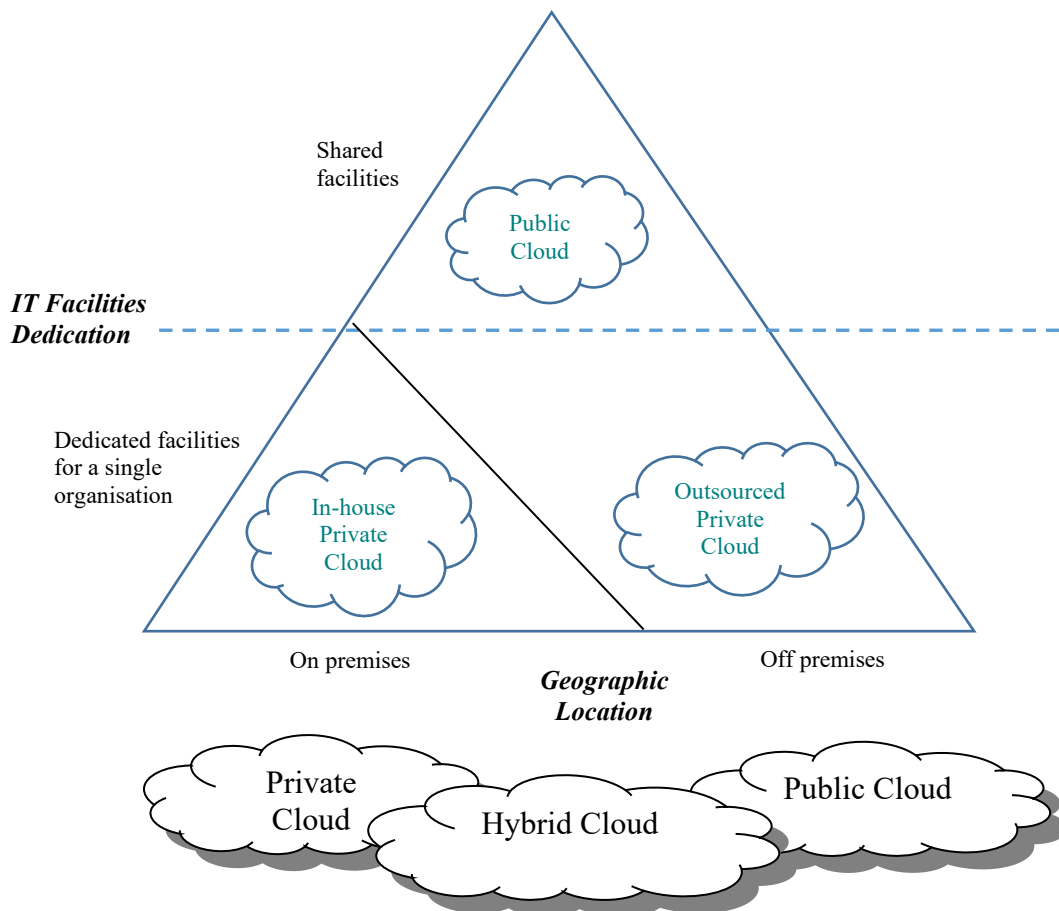 Shared
facilities
Public
Cloud
IT Facilities
Dedication
Dedicated facilities
for a single
organisation
In-house
Private
Cloud
Outsourced
Private
Cloud
On premises
Off premises
Geographic
Location
Private
Cloud
Hybrid Cloud
Public Cloud